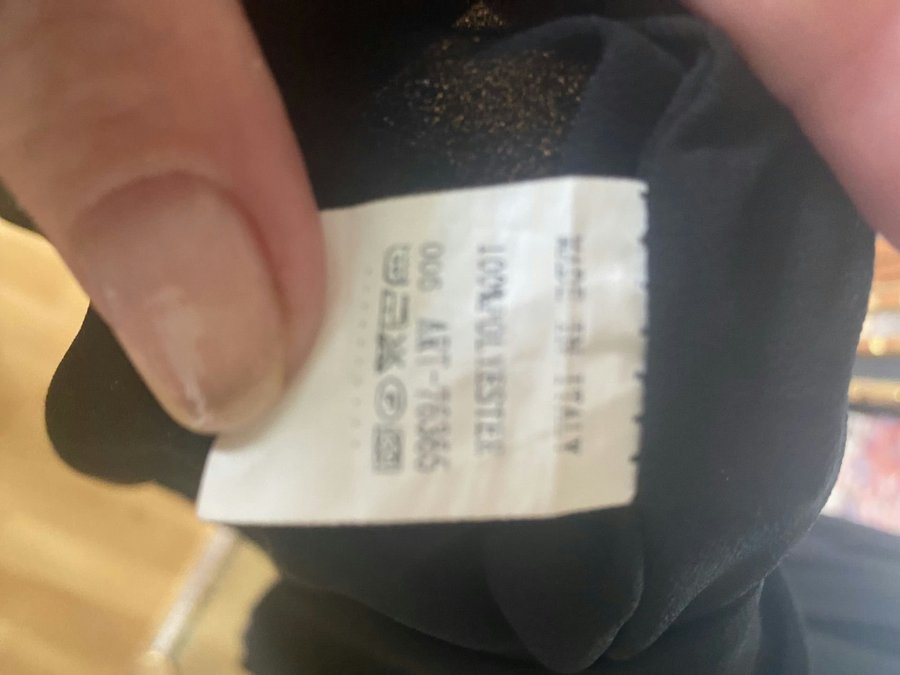 MADE IN ITALY
100%POLYESTER
006 ART-76365